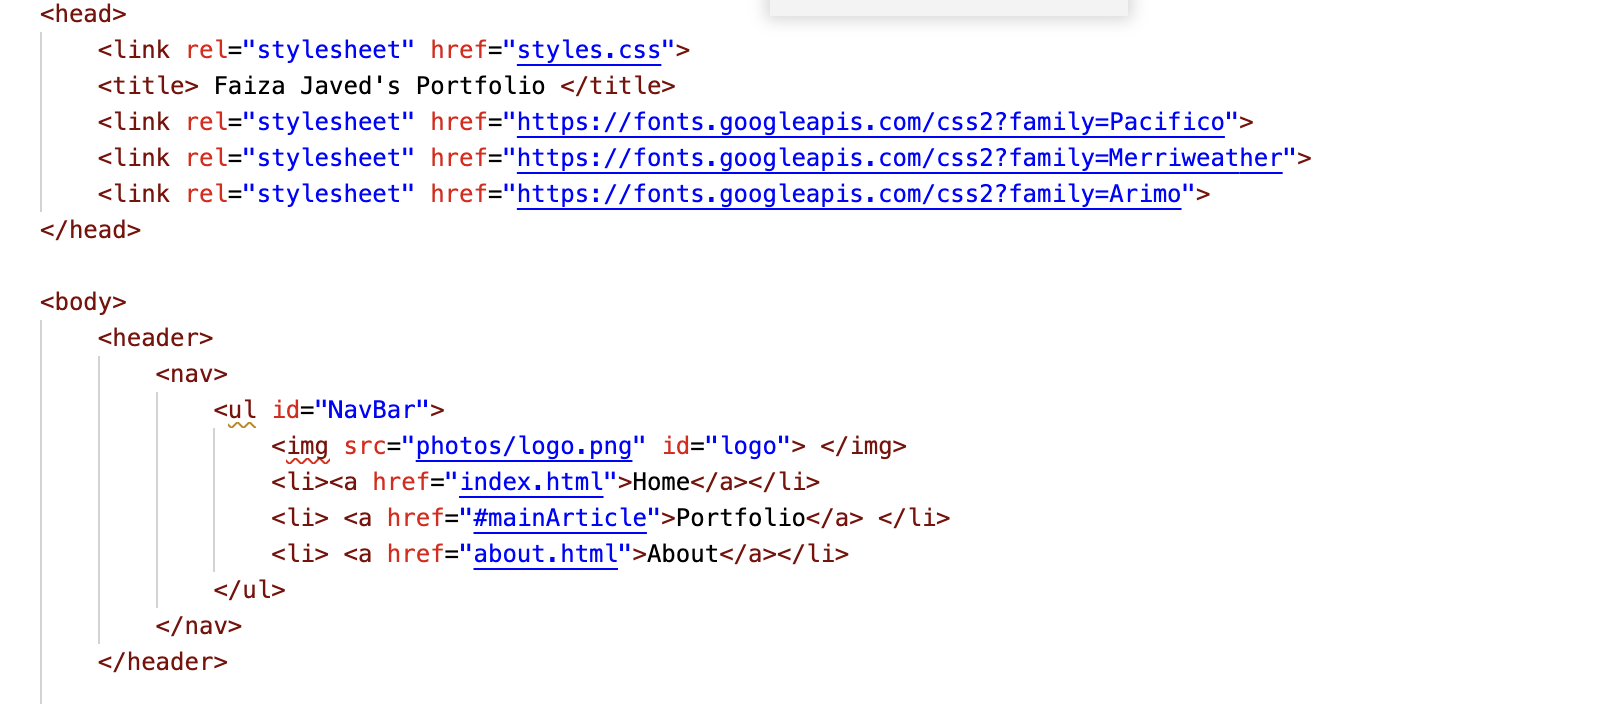 <head>
<link rel="stylesheet" href="styles.css">
<title> Faiza Javed's Portfolio </title>
<link rel="stylesheet" href="https://fonts.googleapis.com/css2?family=Pacifico">
<link rel="stylesheet" href="https://fonts.googleapis.com/css2?family=Merriweather">
<link rel="stylesheet" href="https://fonts.googleapis.com/css2?family=Arimo">
</head>
<body>
<header>
<nav>
<ul id="NavBar">
<img src="photos/logo.png" id="logo"> </img>
<li><a href="index.html">Home</a></li>
<li> <a href="#mainArticle">Portfolio</a> </li>
<li> <a href="about.html">About</a></li>
</ul>
</nav>
</header>